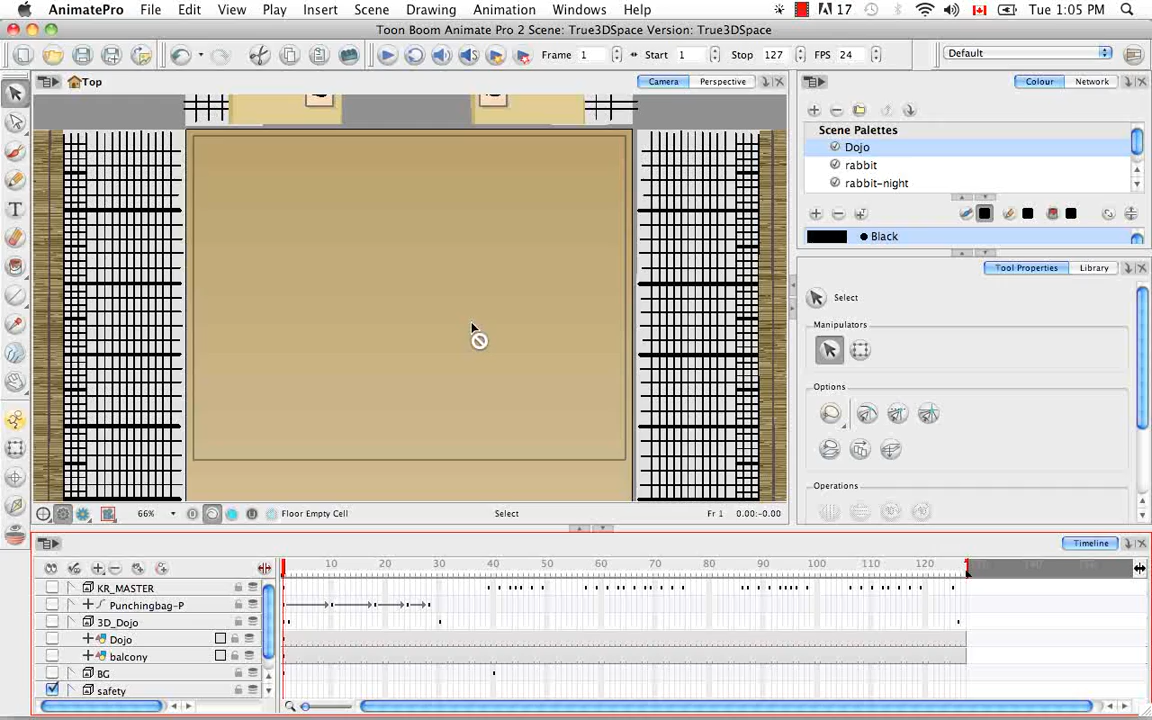 AnimatePro File Edit View Play Insert Scene Drawing Animation Windows Help 17 Tue 1:05 PM
Toon Boom Animate Pro 2 Scene: True3DSpace Version: True3DSpace
Frame 1 Start 1 Stop 127 FPS 24 Default
Top Camera Perspective Colour Network
Scene Palettes
Dojo
rabbit
rabbit-night
T
Black
Tool Properties Library
Select
Manipulators
Options
Operations
66% Floor Empty Cell Select Fr 1 0.00:-0.00
Timeline
10 20 30 40 50 60 70 80 90 100 110 120
KR_MASTER
Punchingbag-P
3D_Dojo
Dojo
balcony
BG
safety